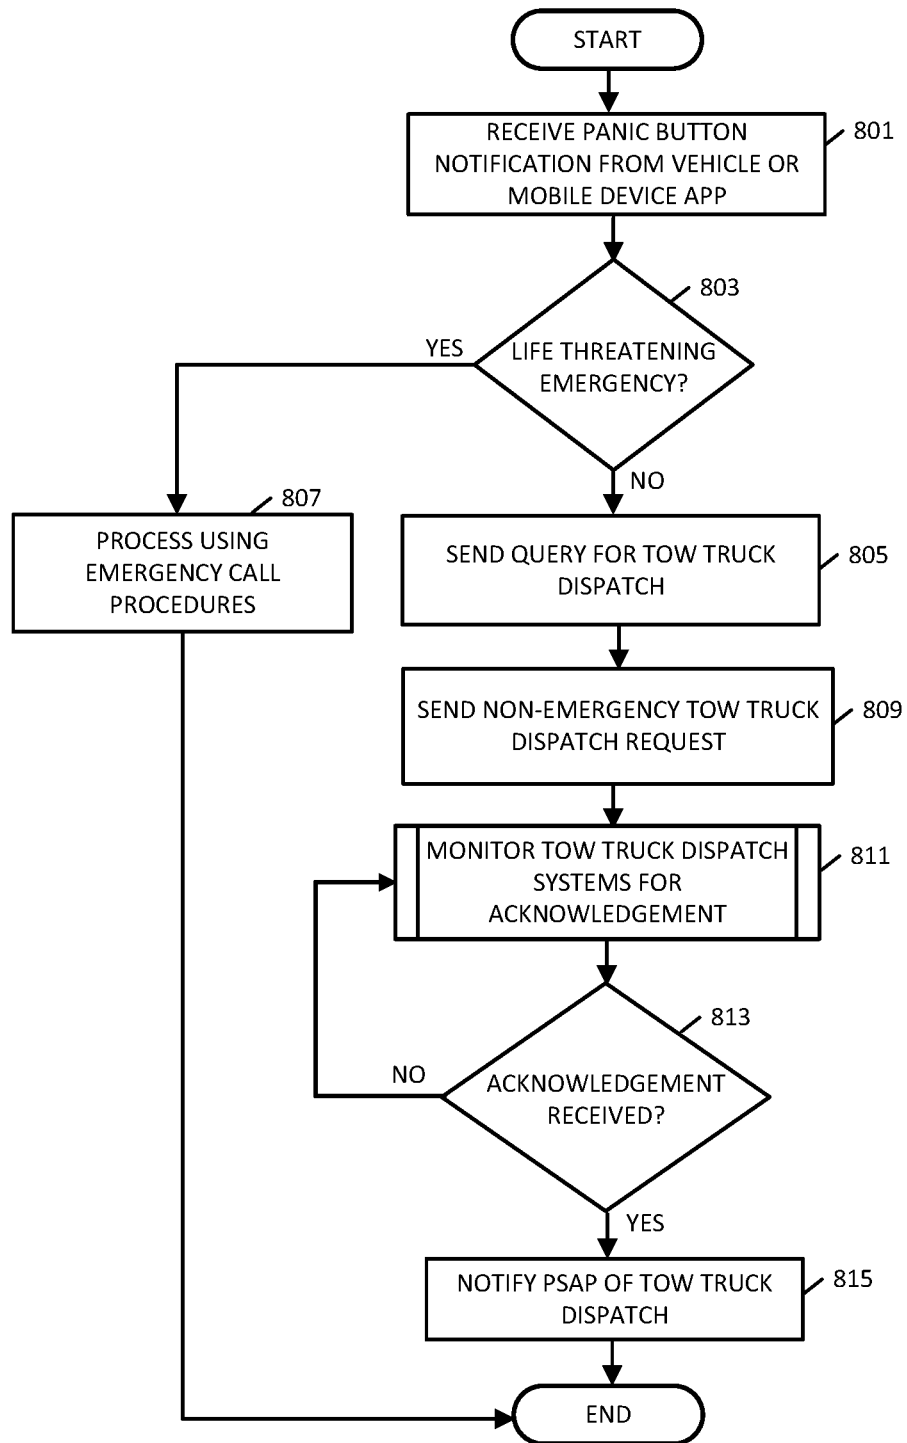 START
RECEIVE PANIC BUTTON
NOTIFICATION FROM VEHICLE OR
MOBILE DEVICE APP
801
803
LIFE THREATENING
EMERGENCY?
YES
NO
807
PROCESS USING
EMERGENCY CALL
PROCEDURES
SEND QUERY FOR TOW TRUCK
DISPATCH
805
SEND NON-EMERGENCY TOW TRUCK
DISPATCH REQUEST
809
MONITOR TOW TRUCK DISPATCH
SYSTEMS FOR
ACKNOWLEDGEMENT
811
813
ACKNOWLEDGEMENT
RECEIVED?
NO
YES
NOTIFY PSAP OF TOW TRUCK
DISPATCH
815
END